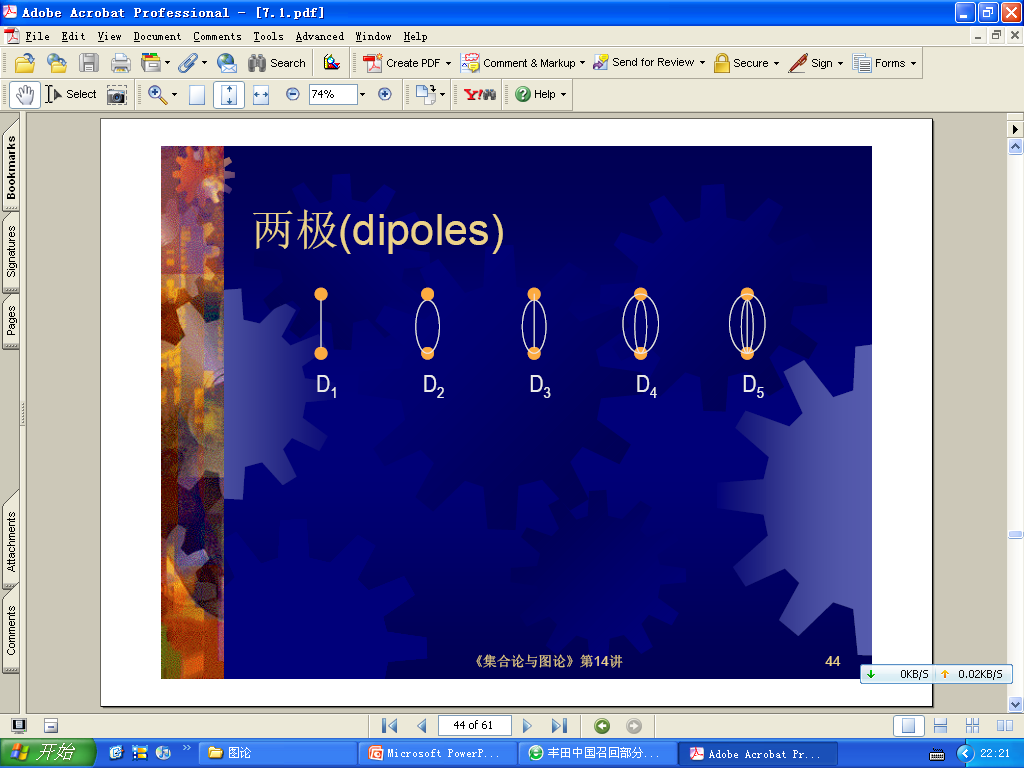 Adobe Acrobat Professional - [7.1.pdf]
File Edit View Document Comments Tools Advanced Window Help
Search Create PDF Comment & Markup Send for Review Secure Sign Forms
Select 74% Y! Help
Bookmarks
Signatures
Pages
Attachments
Comments
两极(dipoles)
D1 D2 D3 D4 D5
《集合论与图论》第14讲 44
0KB/S 0.02KB/S
44 of 61
开始 图论 Microsoft PowerP... 丰田中国召回部分... Adobe Acrobat Pr... 22:21